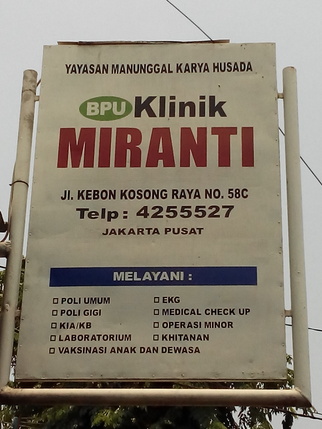 YAYASAN MANUNGGAL KARYA HUSADA
BPU Klinik
MIRANTI
JI. KEBON KOSONG RAYA NO. 58C
Telp : 4255527
JAKARTA PUSAT
MELAYANI :
POLI UMUM
POLI GIGI
KIA/KB
LABORATORIUM
VAKSINASI ANAK DAN DEWASA
EKG
MEDICAL CHECK UP
OPERASI MINOR
KHITANAN